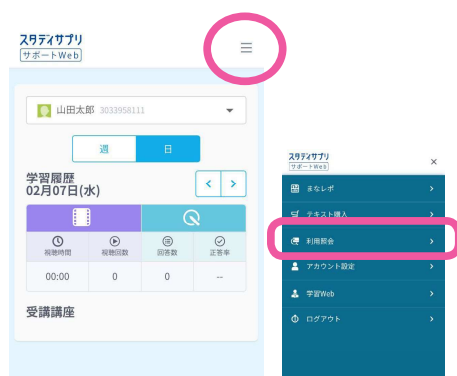 スタディサプリ
サポートWeb
山田太郎 3033958111
週 日
学習履歴
02月07日(水)
視聴時間 視聴回数 回答数 正答率
00:00 0 0 --
受講講座
スタディサプリ
サポートWeb
まなレポ
テキスト購入
利用照会
アカウント設定
学習Web
ログアウト